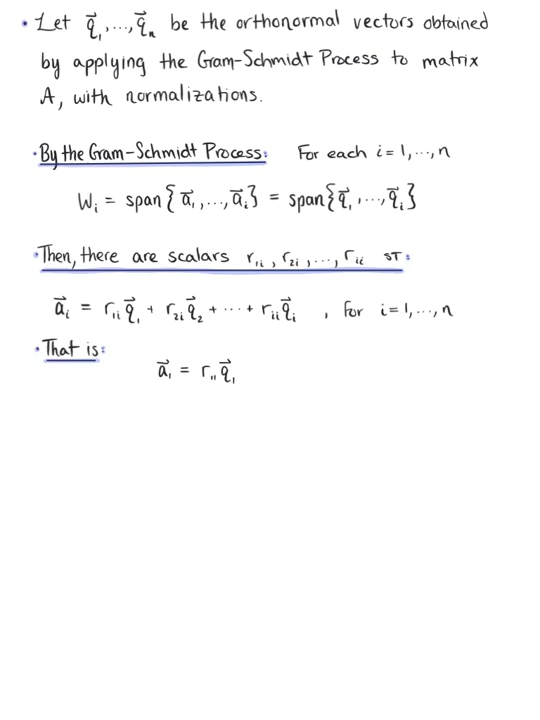 • Let q⃗₁,...,q⃗ₙ be the orthonormal vectors obtained
by applying the Gram-Schmidt Process to matrix
A, with normalizations.
• By the Gram-Schmidt Process: For each i=1,...,n
Wᵢ = span{a⃗₁,...,a⃗ᵢ} = span{q⃗₁,...,q⃗ᵢ}
• Then, there are scalars r₁ᵢ, r₂ᵢ,..., rᵢᵢ ST:
a⃗ᵢ = r₁ᵢq⃗₁ + r₂ᵢq⃗₂ + ... + rᵢᵢq⃗ᵢ , for i=1,...,n
• That is:
a⃗₁ = r₁₁q⃗₁